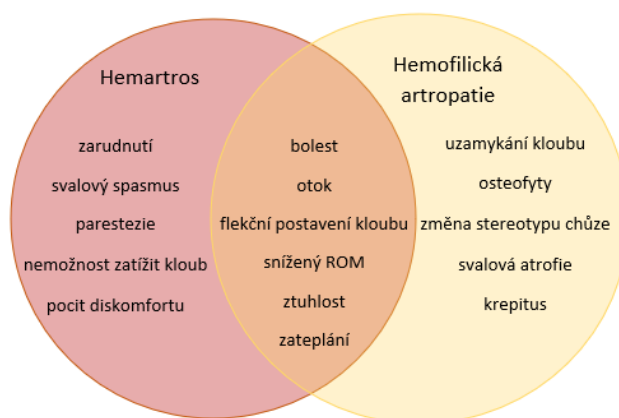 Hemartros
zarudnutí
svalový spasmus
parestezie
nemožnost zatížit kloub
pocit diskomfortu
bolest
otok
flekční postavení kloubu
snížený ROM
ztuhlost
zateplání
Hemofilická
artropatie
uzamykání kloubu
osteofyty
změna stereotypu chůze
svalová atrofie
krepitus